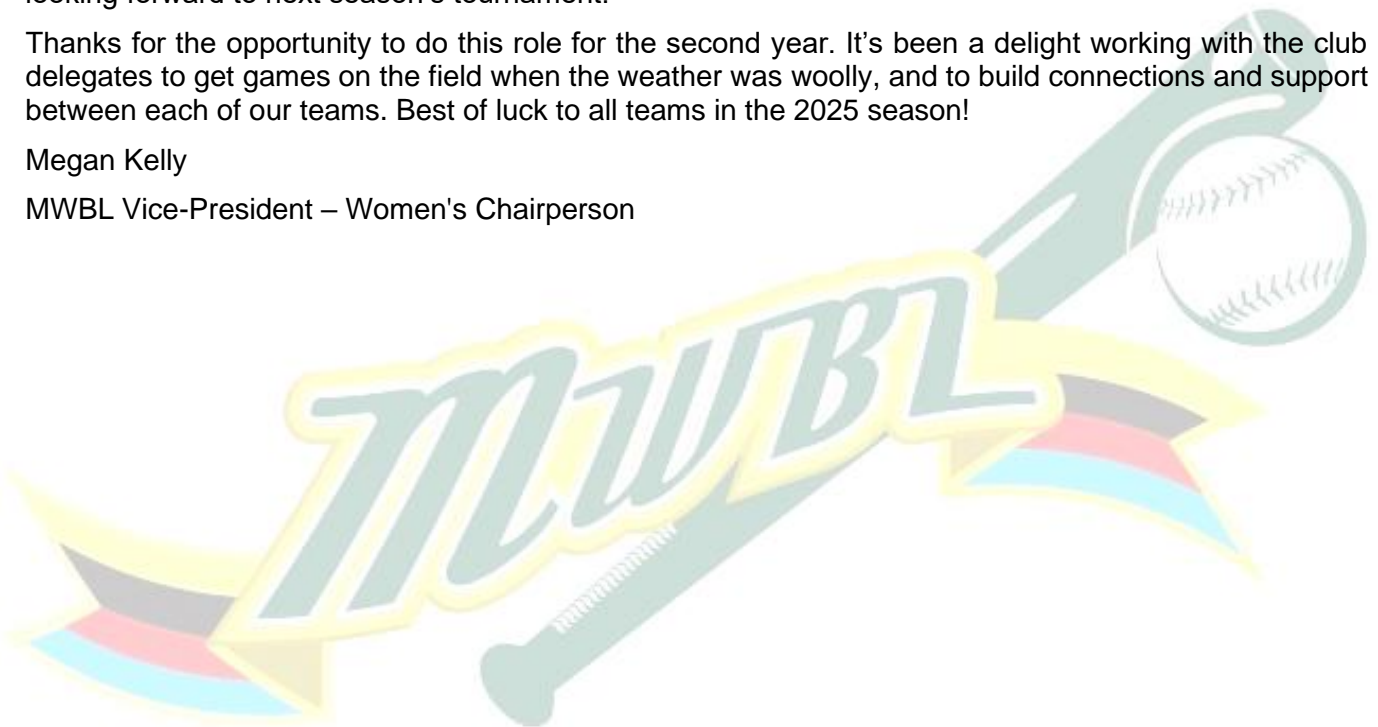 looking forward to next season's tournament.
Thanks for the opportunity to do this role for the second year. It’s been a delight working with the club
delegates to get games on the field when the weather was woolly, and to build connections and support
between each of our teams. Best of luck to all teams in the 2025 season!
Megan Kelly
MWBL Vice-President – Women's Chairperson
MWBL